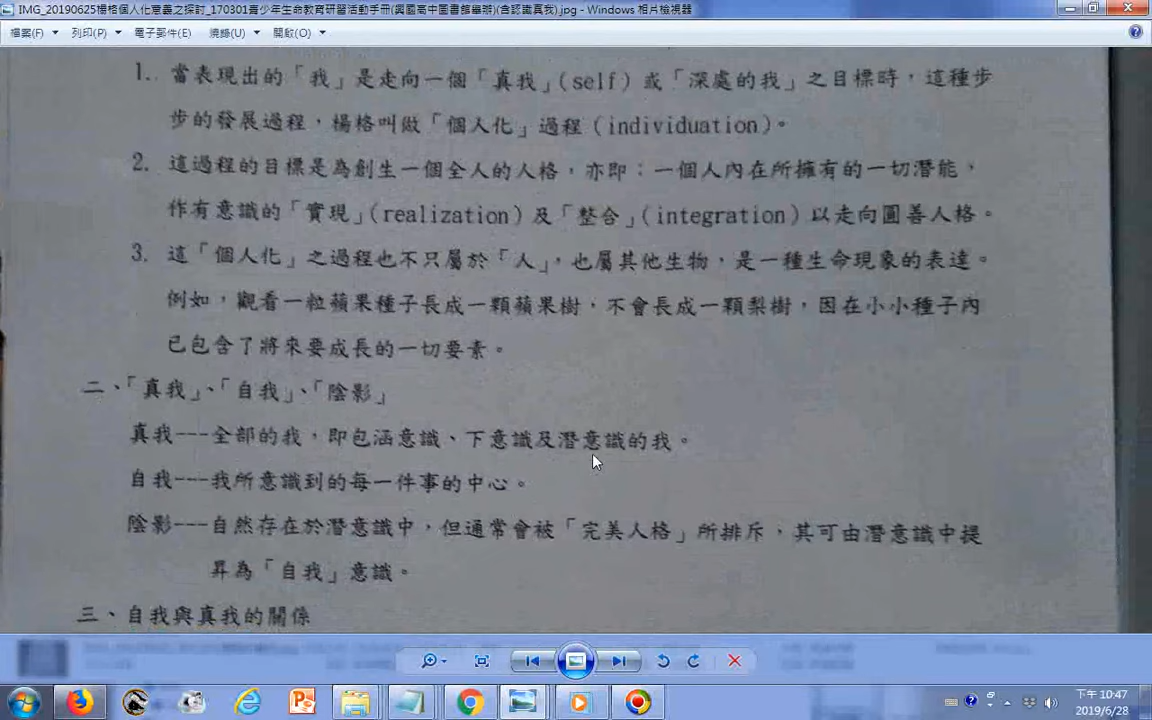 IMG_20190625楊格個人化意義之探討_170301青少年生命教育研習活動手冊(興國高中圖書館舉辦)(含認識真我).jpg - Windows 相片檢視器
檔案(F) 列印(P) 電子郵件(E) 燒錄(U) 開啟(O)
1. 當表現出的「我」是走向一個「真我」(self) 或「深處的我」之目標時，這種步
步的發展過程，楊格叫做「個人化」過程 (individuation)。
2. 這過程的目標是為創生一個全人的人格，亦即：一個人內在所擁有的一切潛能，
作有意識的「實現」(realization) 及「整合」(integration) 以走向圓善人格。
3. 這「個人化」之過程也不只屬於「人」，也屬其他生物，是一種生命現象的表達。
例如，觀看一粒蘋果種子長成一顆蘋果樹，不會長成一顆梨樹，因在小小種子內
已包含了將來要成長的一切要素。
二、「真我」、「自我」、「陰影」
真我---全部的我，即包涵意識、下意識及潛意識的我。
自我---我所意識到的每一件事的中心。
陰影---自然存在於潛意識中，但通常會被「完美人格」所排斥，其可由潛意識中提
昇為「自我」意識。
三、自我與真我的關係
下午 10:47
2019/6/28